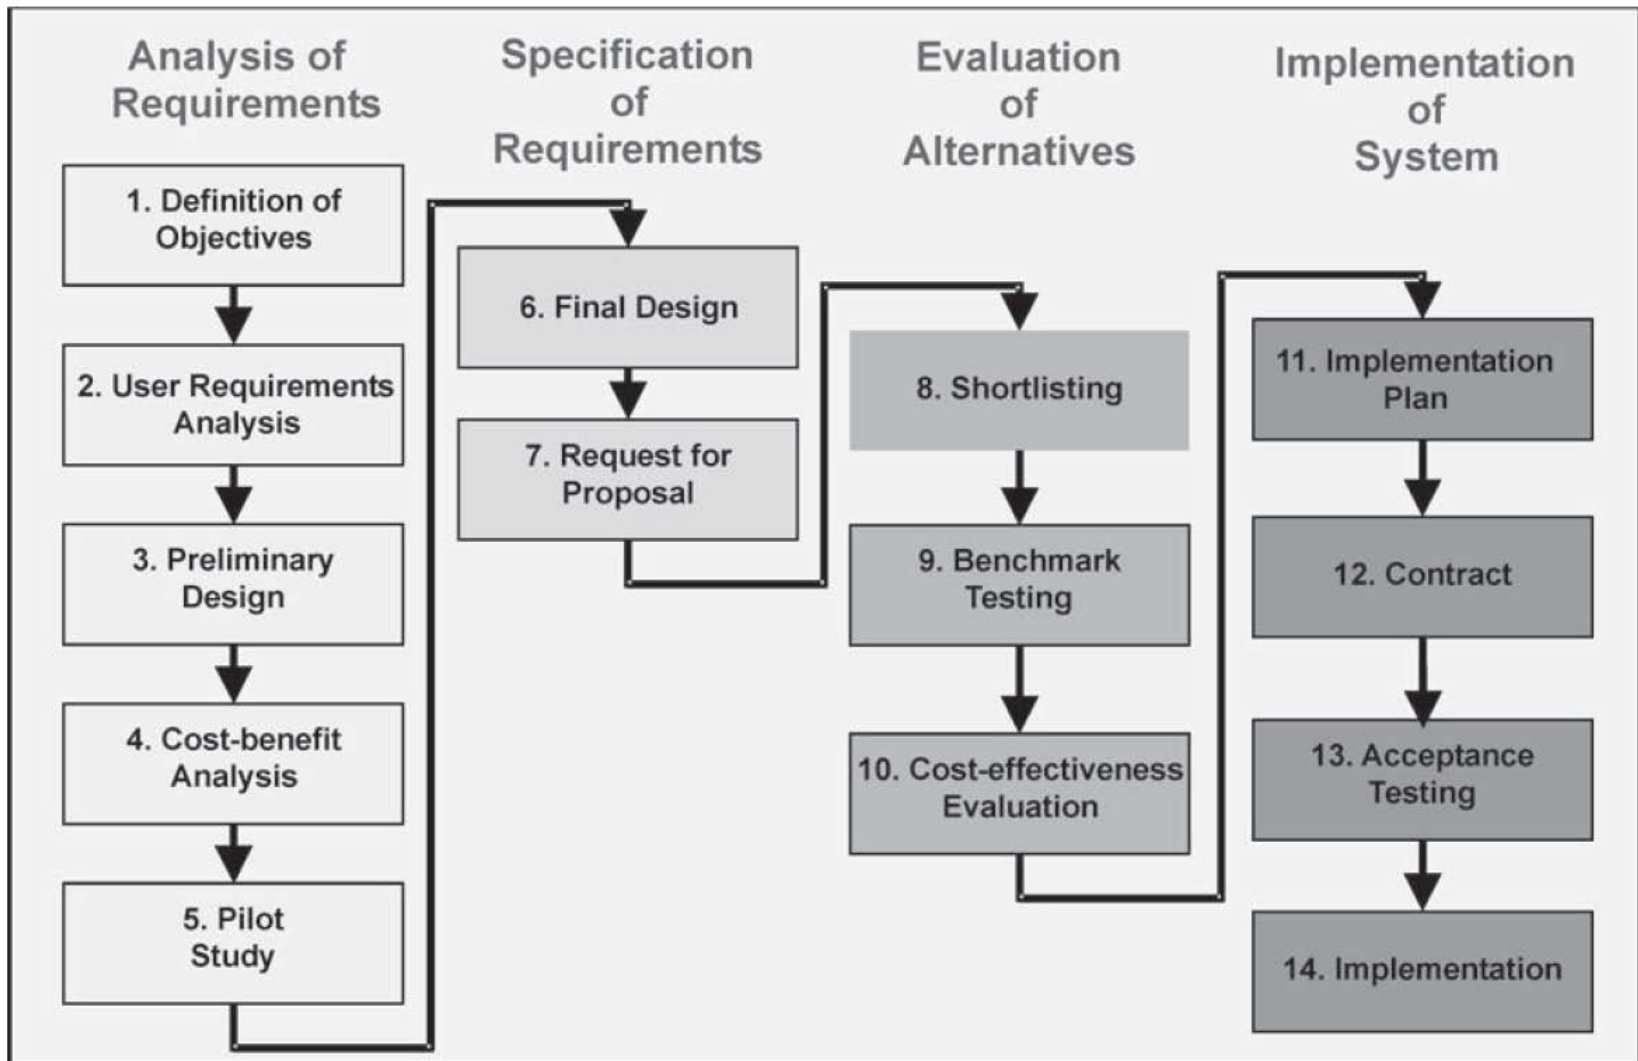 Analysis of
Requirements
1. Definition of
Objectives
2. User Requirements
Analysis
3. Preliminary
Design
4. Cost-benefit
Analysis
5. Pilot
Study
Specification
of
Requirements
6. Final Design
7. Request for
Proposal
Evaluation
of
Alternatives
8. Shortlisting
9. Benchmark
Testing
10. Cost-effectiveness
Evaluation
Implementation
of
System
11. Implementation
Plan
12. Contract
13. Acceptance
Testing
14. Implementation